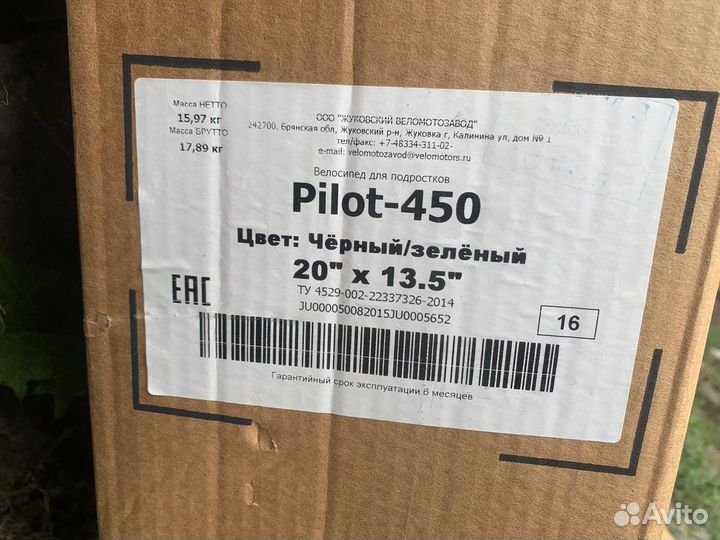 Масса НЕТТО
15,97 кг
Масса БРУТТО
17,89 кг
ООО "ЖУКОВСКИЙ ВЕЛОМОТОЗАВОД"
242700, Брянская обл, Жуковский р-н, Жуковка г, Калинина ул, дом № 1
тел/факс: +7-48334-311-02-
e-mail: velomotozavod@velomotors.ru
Велосипед для подростков
Pilot-450
Цвет: Чёрный/зелёный
20" x 13.5"
ТУ 4529-002-22337326-2014
JU000050082015JU0005652
EAC
16
Гарантийный срок эксплуатации 6 месяцев
Avito